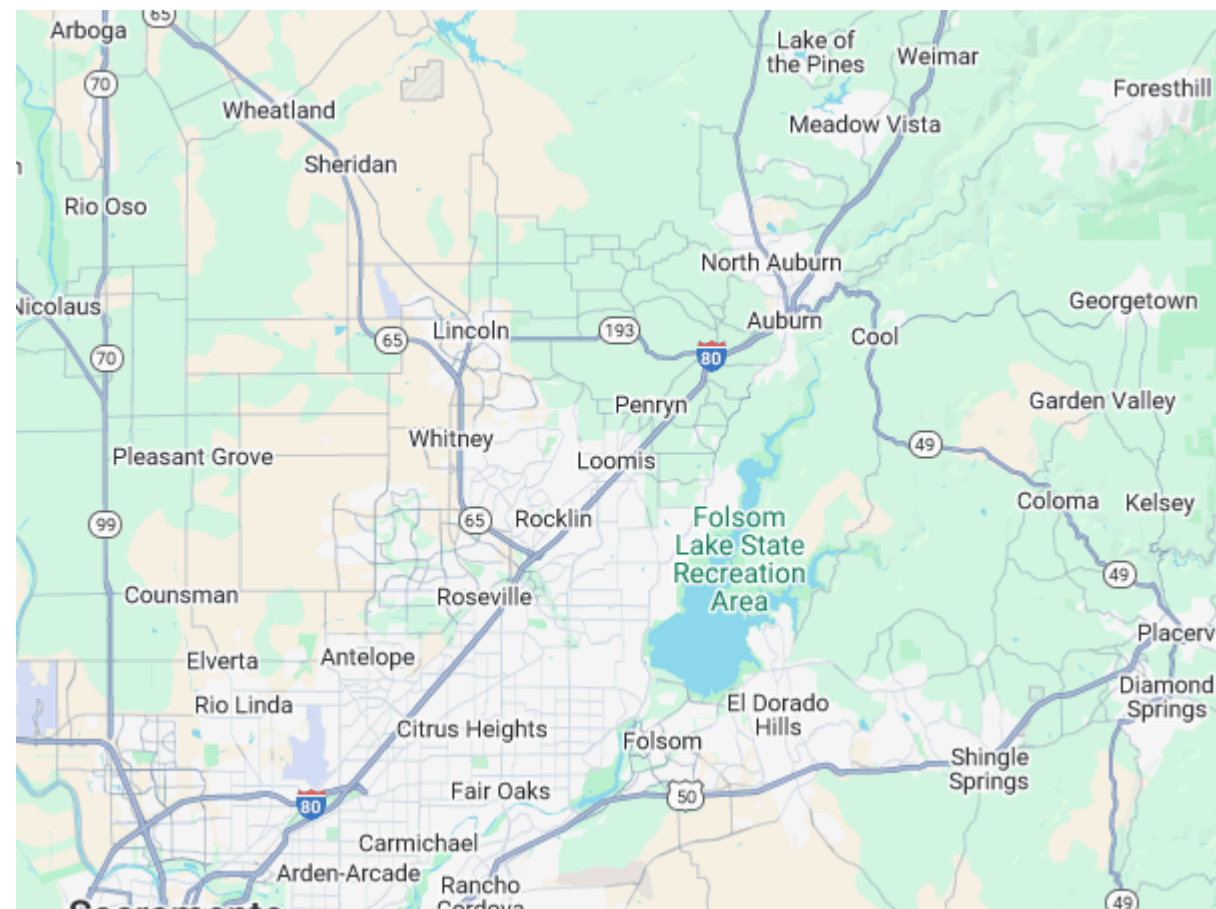 65
Arboga
Lake of
the Pines
Weimar
70
Foresthill
Wheatland
Meadow Vista
Sheridan
Rio Oso
North Auburn
Nicolaus
Georgetown
Auburn
Lincoln
193
Cool
65
70
80
Garden Valley
Penryn
Whitney
49
Pleasant Grove
Loomis
Coloma
Kelsey
65
Rocklin
99
Folsom
Lake State
Recreation
Area
49
Counsman
Roseville
Placerv
Elverta
Antelope
Diamond
Springs
Rio Linda
El Dorado
Hills
Citrus Heights
Folsom
Shingle
Springs
Fair Oaks
50
80
Carmichael
Arden-Arcade
Rancho
Cordova
49
Sacramento